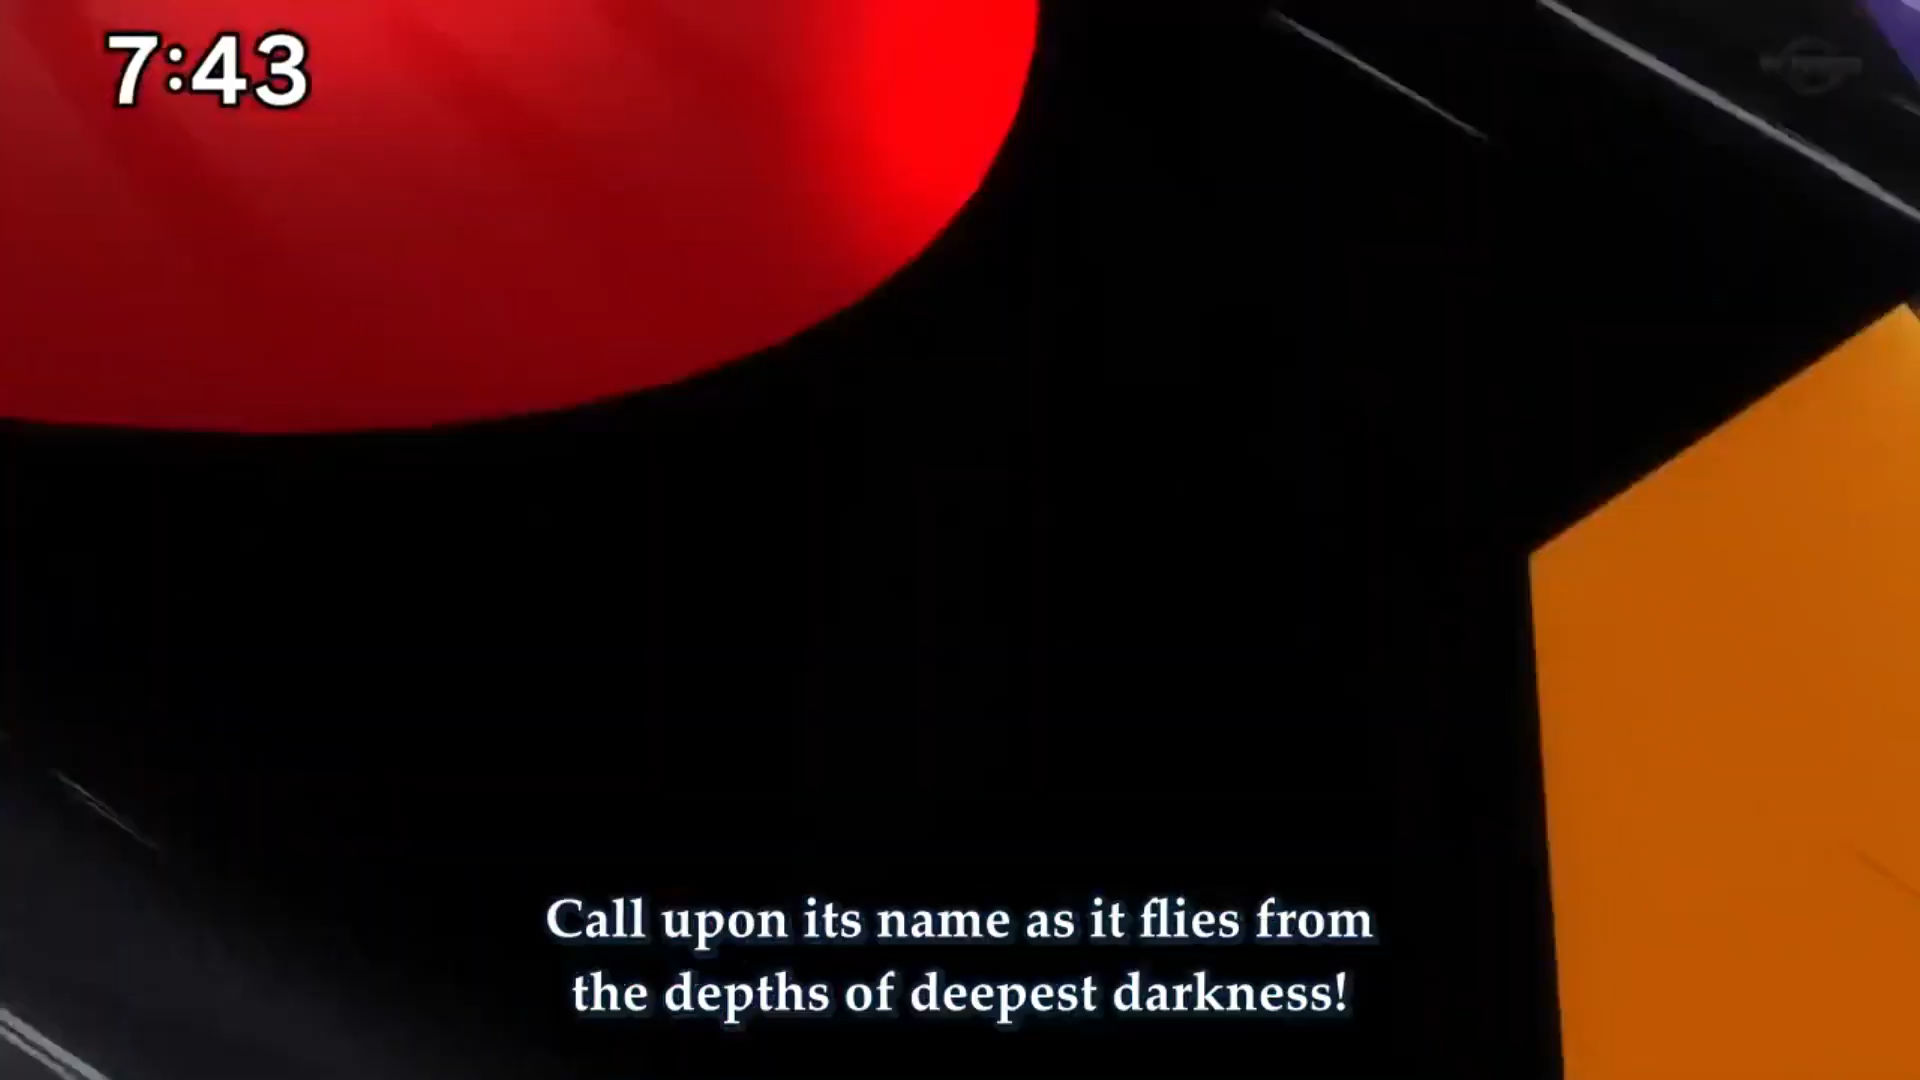 7:43
Call upon its name as it flies from
the depths of deepest darkness!